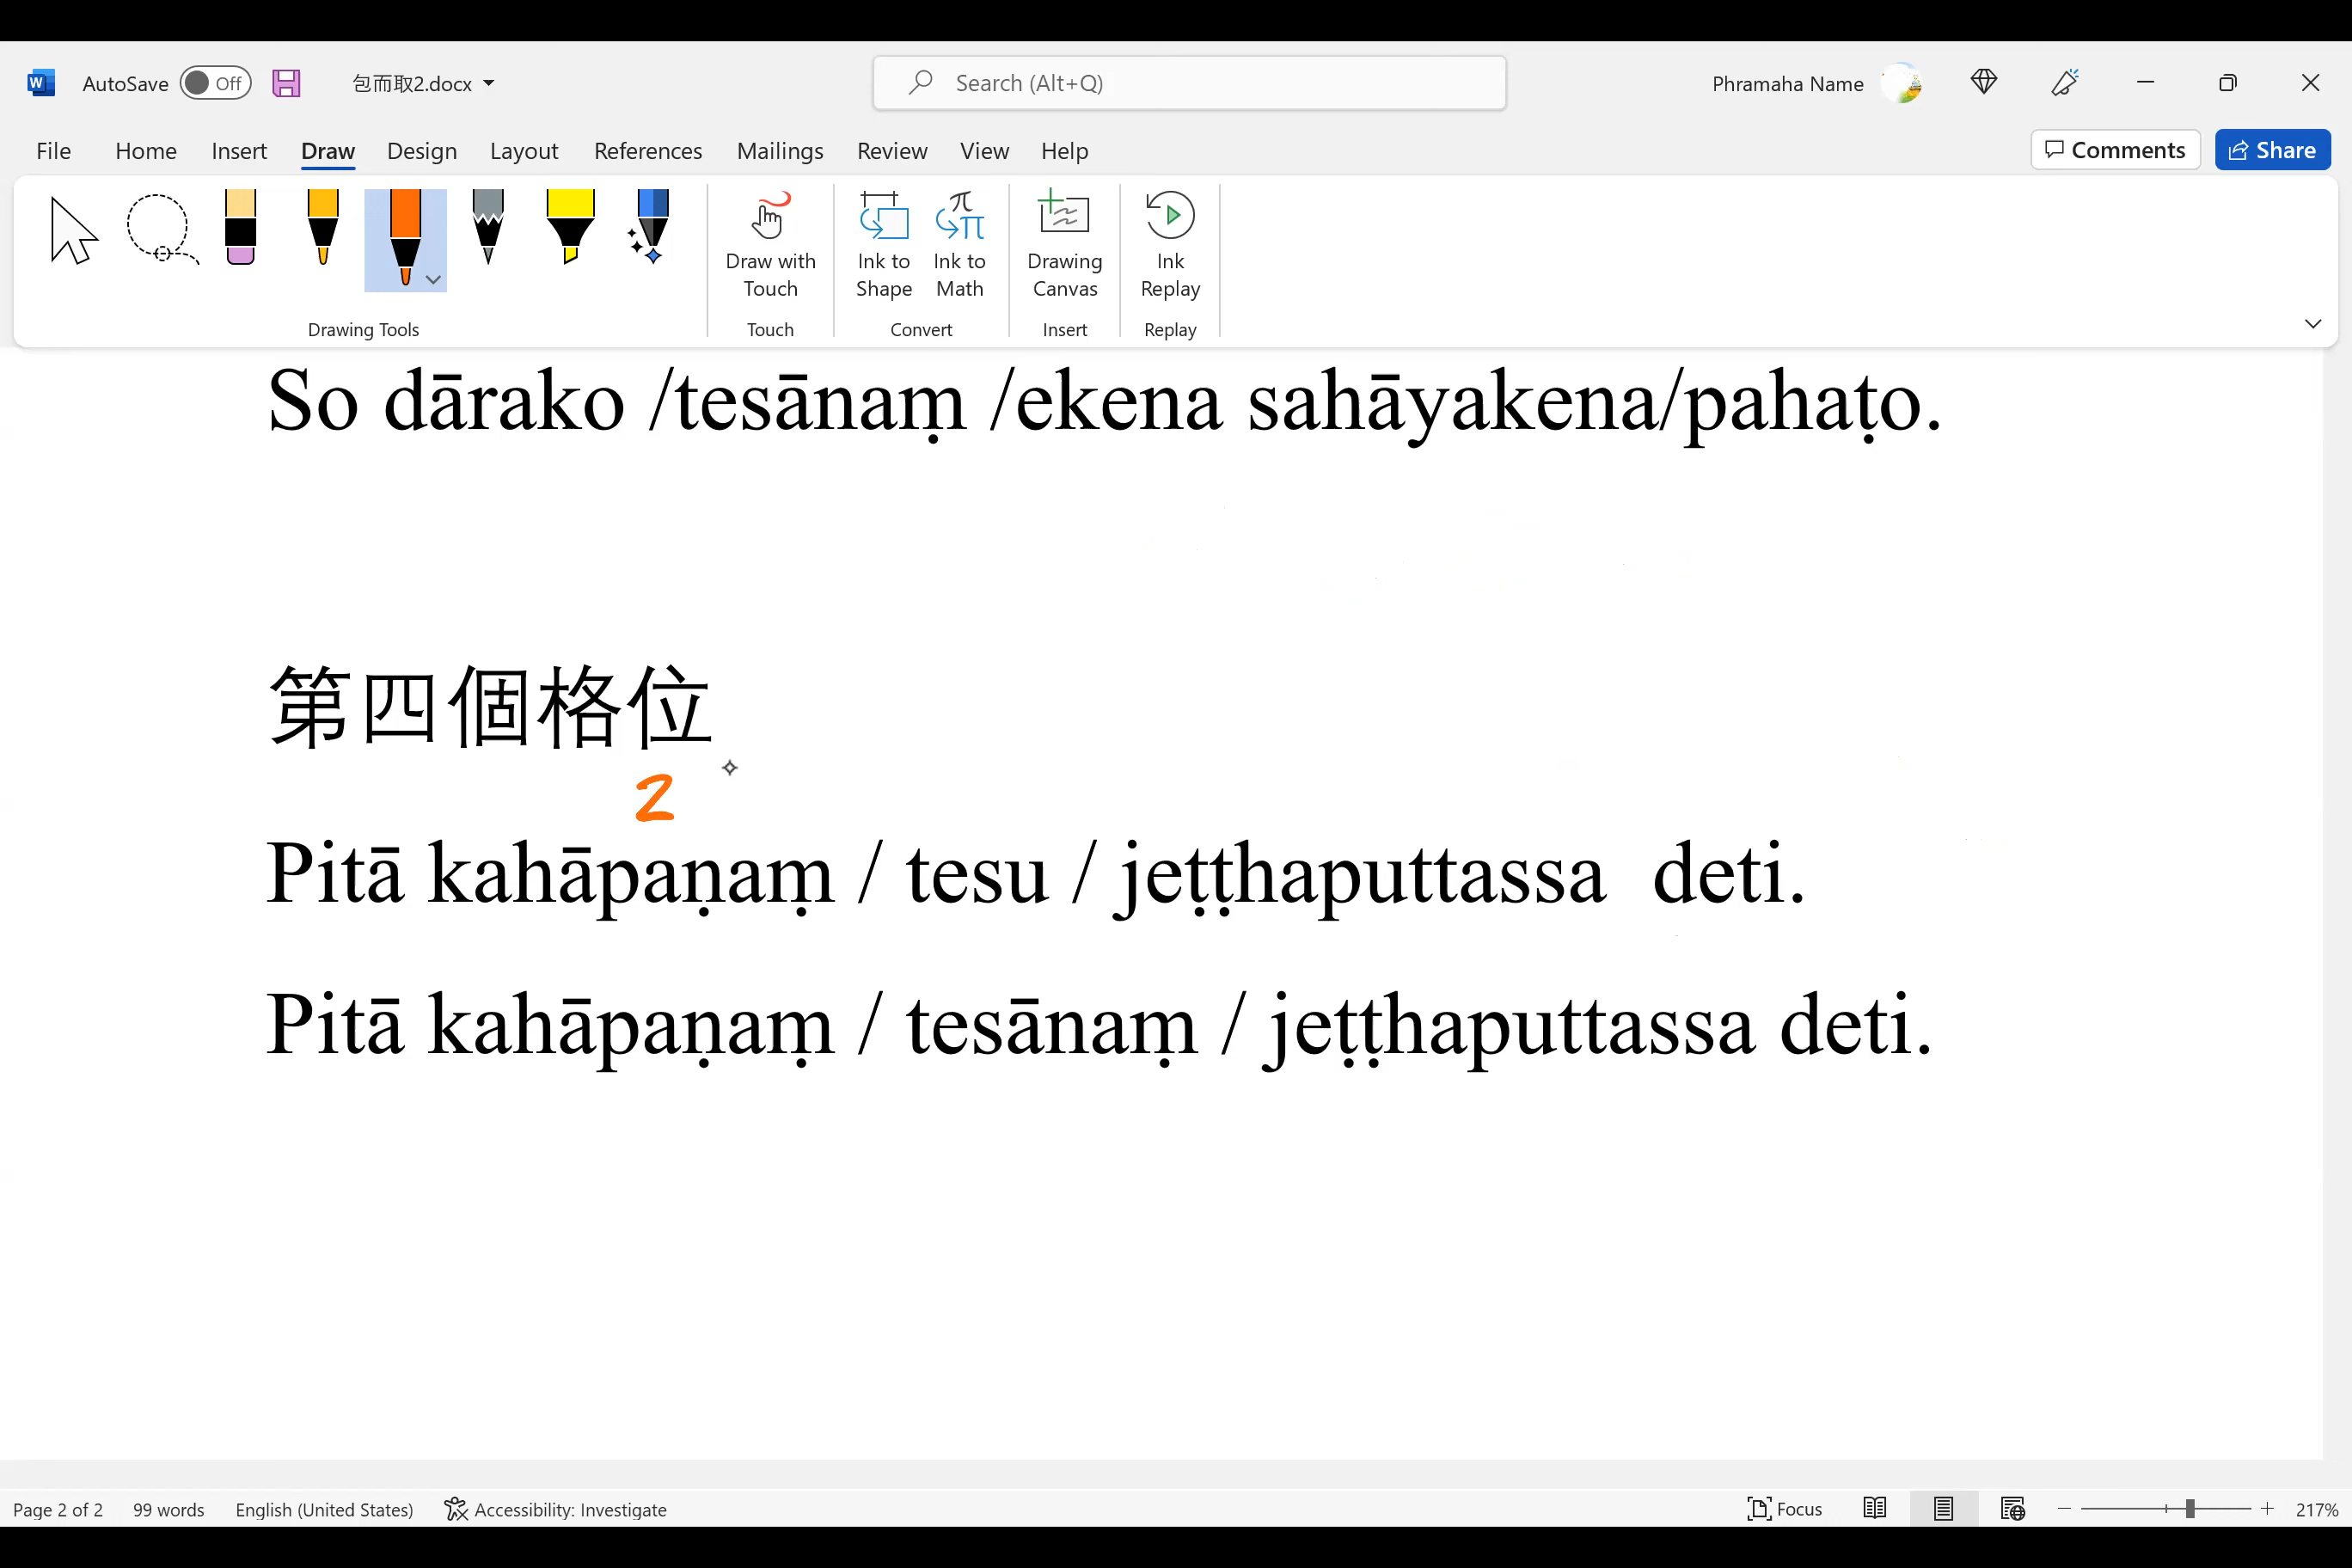 AutoSave Off 包而取2.docx Search (Alt+Q) Phramaha Name
File Home Insert Draw Design Layout References Mailings Review View Help Comments Share
Draw with Touch Ink to Shape Ink to Math Drawing Canvas Ink Replay
Drawing Tools Touch Convert Insert Replay
So dārako /tesānaṃ /ekena sahāyakena/pahaṭo.
第四個格位
2
Pitā kahāpaṇaṃ / tesu / jeṭṭhaputtassa deti.
Pitā kahāpaṇaṃ / tesānaṃ / jeṭṭhaputtassa deti.
Page 2 of 2 99 words English (United States) Accessibility: Investigate Focus 217%